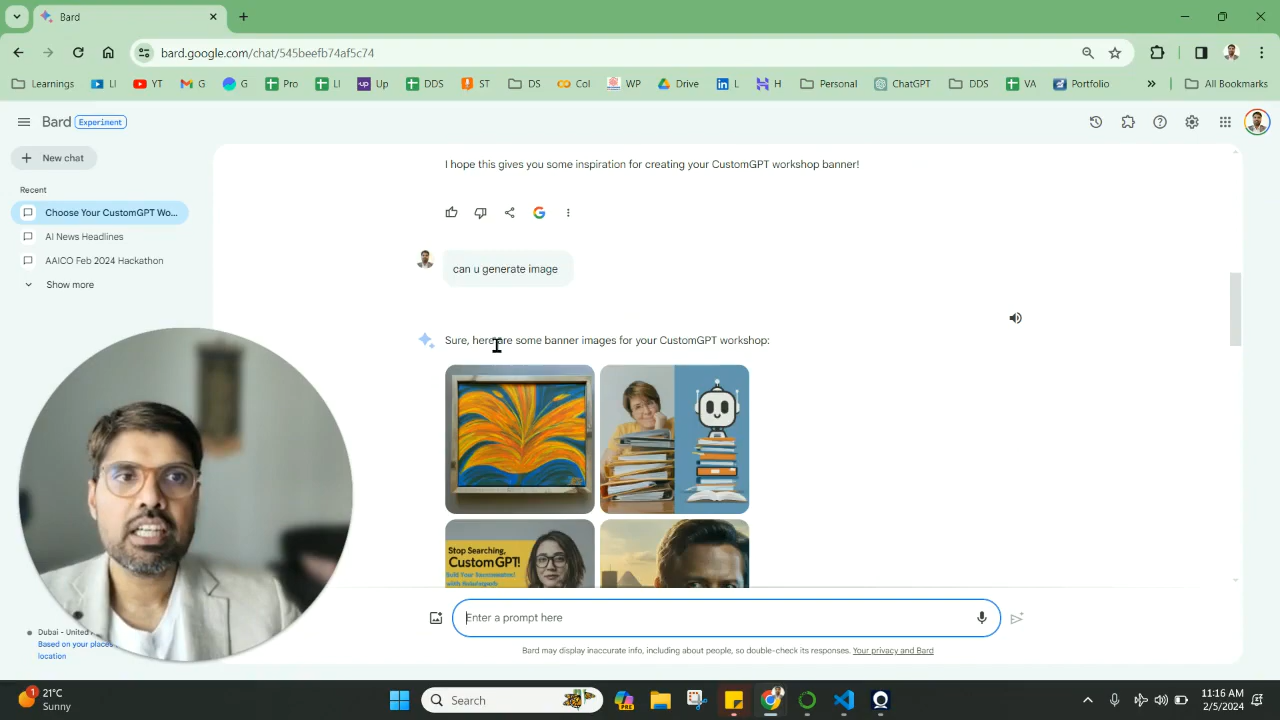 Bard
bard.google.com/chat/545beefb74af5c74
Learnings
LI
YT
G
G
Pro
LI
Up
DDS
ST
DS
Col
WP
Drive
L
H
Personal
ChatGPT
DDS
VA
Portfolio
All Bookmarks
Bard
Experiment
New chat
Recent
Choose Your CustomGPT Wo...
AI News Headlines
AAICO Feb 2024 Hackathon
Show more
I hope this gives you some inspiration for creating your CustomGPT workshop banner!
can u generate image
Sure, here are some banner images for your CustomGPT workshop:
Stop Searching,
CustomGPT!
Enter a prompt here
Dubai - United
Based on your places
location
Bard may display inaccurate info, including about people, so double-check its responses. Your privacy and Bard
1
21°C
Sunny
Search
PRE
11:16 AM
2/5/2024